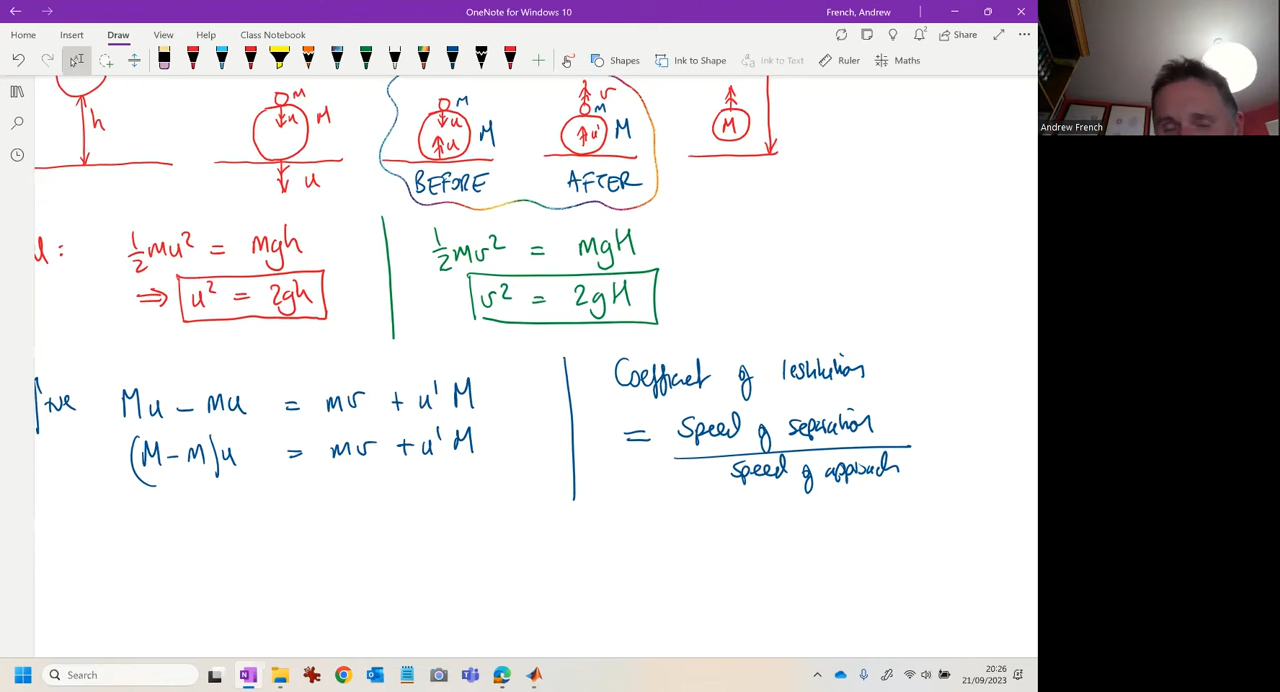 OneNote for Windows 10
French, Andrew
Home Insert Draw View Help Class Notebook
Share
Shapes
Ink to Shape
Ink to Text
Ruler
Maths
h
m
u
M
u
m
u
u
M
BEFORE
v
m
u'
M
AFTER
M
½mu² = mgh
⇒ u² = 2gh
½mv² = mgH
v² = 2gH
+ve Mu - mu = mv + u'M
(M - m)u = mv + u'M
Coefficient of restitution
= Speed of separation
speed of approach
Andrew French
Search
20:26
21/09/2023